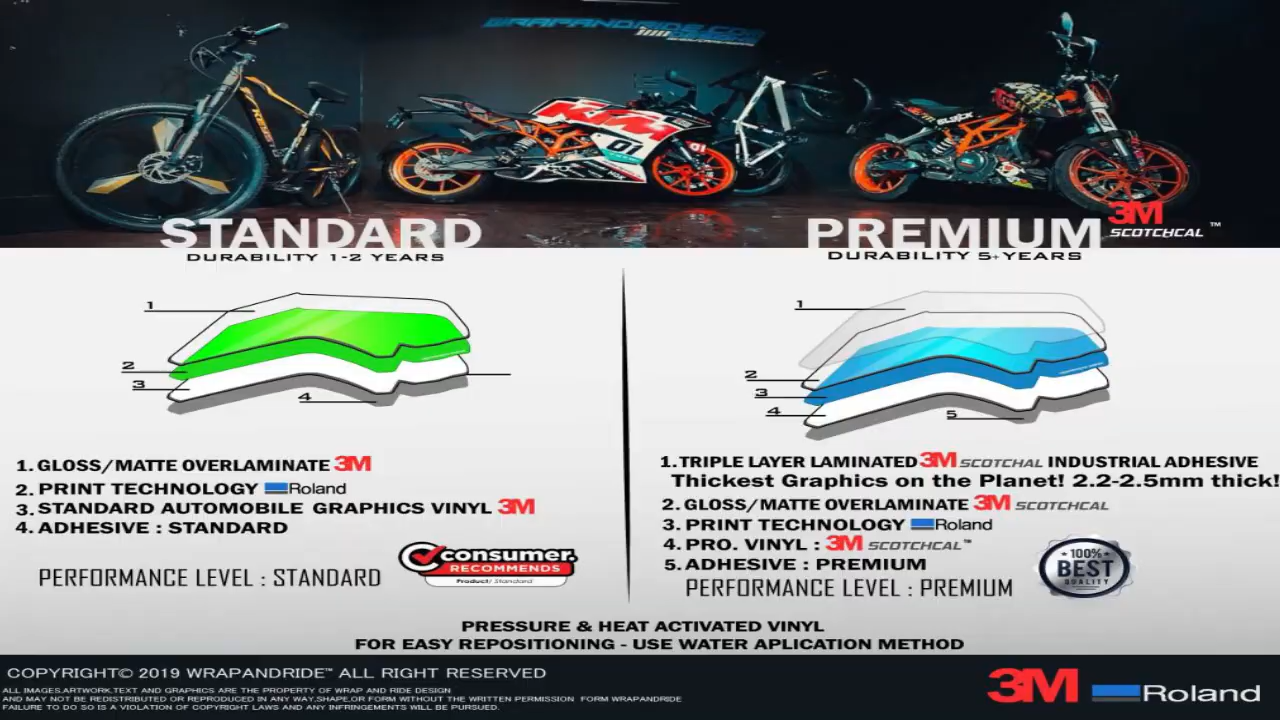 WRAPANDRIDE.COM
KTM
01
01
STANDARD
DURABILITY 1-2 YEARS
PREMIUM 3M SCOTCHCAL ™
DURABILITY 5+YEARS
1
2
3
4
1
2
3
4
5
1. GLOSS/MATTE OVERLAMINATE 3M
2. PRINT TECHNOLOGY Roland
3. STANDARD AUTOMOBILE GRAPHICS VINYL 3M
4. ADHESIVE : STANDARD
consumer.
RECOMMENDS
Product/ Standard
PERFORMANCE LEVEL : STANDARD
1. TRIPLE LAYER LAMINATED 3M SCOTCHAL INDUSTRIAL ADHESIVE
Thickest Graphics on the Planet! 2.2-2.5mm thick!
2. GLOSS/MATTE OVERLAMINATE 3M SCOTCHCAL
3. PRINT TECHNOLOGY Roland
4. PRO. VINYL : 3M SCOTCHCAL™
5. ADHESIVE : PREMIUM
PERFORMANCE LEVEL : PREMIUM
100%
BEST
QUALITY
PRESSURE & HEAT ACTIVATED VINYL
FOR EASY REPOSITIONING - USE WATER APLICATION METHOD
COPYRIGHT© 2019 WRAPANDRIDE™ ALL RIGHT RESERVED
ALL IMAGES,ARTWORK,TEXT AND GRAPHICS ARE THE PROPERTY OF WRAP AND RIDE DESIGN
AND MAY NOT BE REDISTRIBUTED OR REPRODUCED IN ANY WAY,SHAPE,OR FORM WITHOUT THE WRITTEN PERMISSION FORM WRAPANDRIDE
FAILURE TO DO SO IS A VIOLATION OF COPYRIGHT LAWS AND ANY INFRINGEMENTS WILL BE PURSUED.
3M Roland